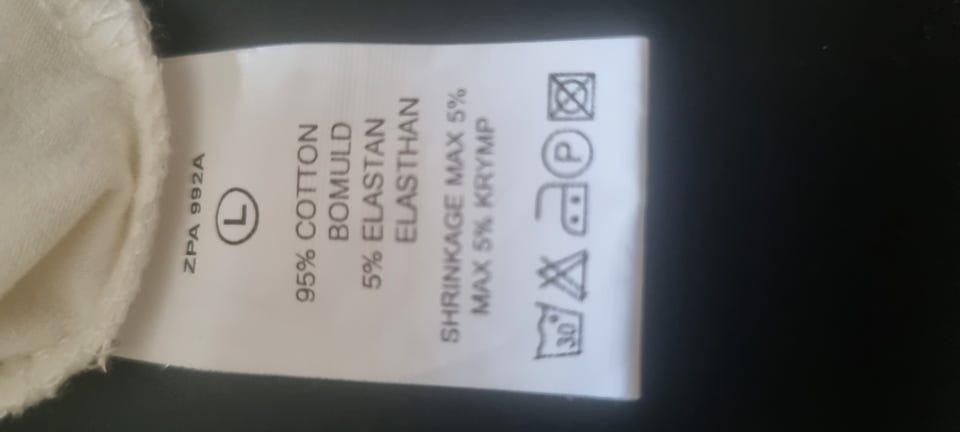 ZPA 992A
L
95% COTTON
BOMULD
5% ELASTAN
ELASTHAN
SHRINKAGE MAX 5%
MAX 5% KRYMP
30° P